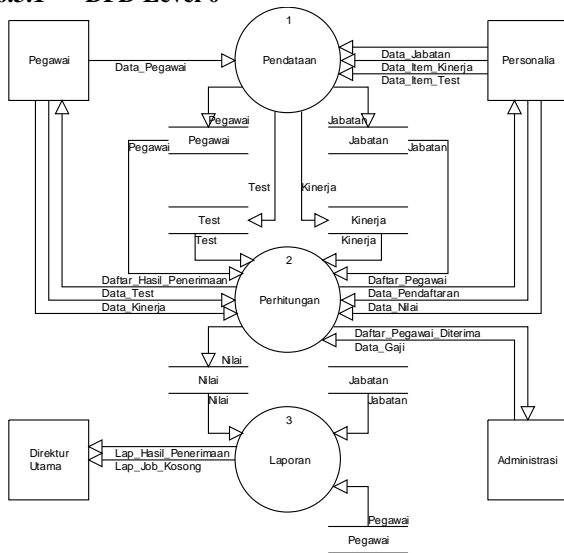 DFD Level 0
1
Pegawai
Pendataan
Personalia
Data_Pegawai
Data_Jabatan
Data_Item_Kinerja
Data_Item_Test
Pegawai
Jabatan
Pegawai
Pegawai
Jabatan
Jabatan
Test
Kinerja
Test
Kinerja
Test
Kinerja
2
Perhitungan
Daftar_Hasil_Penerimaan
Data_Test
Data_Kinerja
Daftar_Pegawai
Data_Pendaftaran
Data_Nilai
Daftar_Pegawai_Diterima
Data_Gaji
Nilai
Nilai
Nilai
Jabatan
Jabatan
3
Laporan
Direktur
Utama
Lap_Hasil_Penerimaan
Lap_Job_Kosong
Administrasi
Pegawai
Pegawai